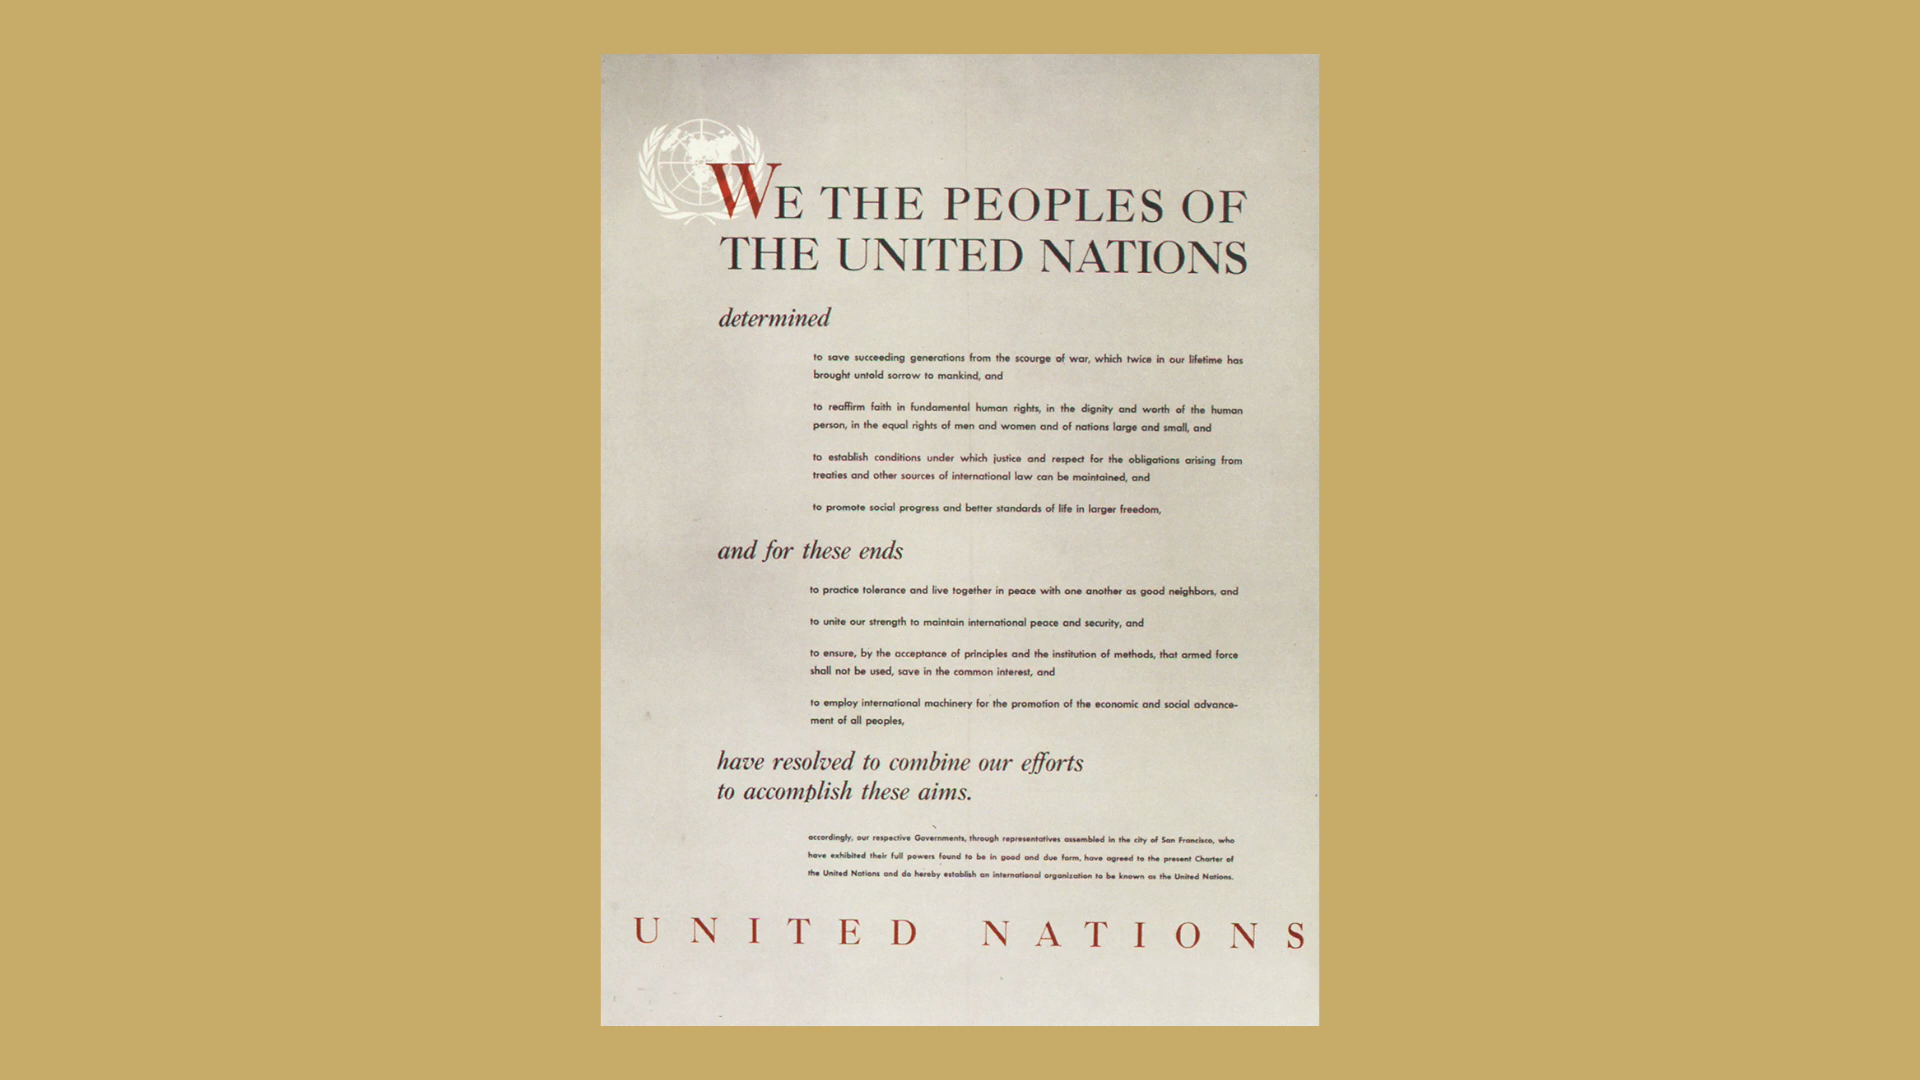 WE THE PEOPLES OF
THE UNITED NATIONS
determined
to save succeeding generations from the scourge of war, which twice in our lifetime has
brought untold sorrow to mankind, and
to reaffirm faith in fundamental human rights, in the dignity and worth of the human
person, in the equal rights of men and women and of nations large and small, and
to establish conditions under which justice and respect for the obligations arising from
treaties and other sources of international law can be maintained, and
to promote social progress and better standards of life in larger freedom,
and for these ends
to practice tolerance and live together in peace with one another as good neighbors, and
to unite our strength to maintain international peace and security, and
to ensure, by the acceptance of principles and the institution of methods, that armed force
shall not be used, save in the common interest, and
to employ international machinery for the promotion of the economic and social advance-
ment of all peoples,
have resolved to combine our efforts
to accomplish these aims.
accordingly, our respective Governments, through representatives assembled in the city of San Francisco, who
have exhibited their full powers found to be in good and due form, have agreed to the present Charter of
the United Nations and do hereby establish an international organization to be known as the United Nations.
UNITED NATIONS